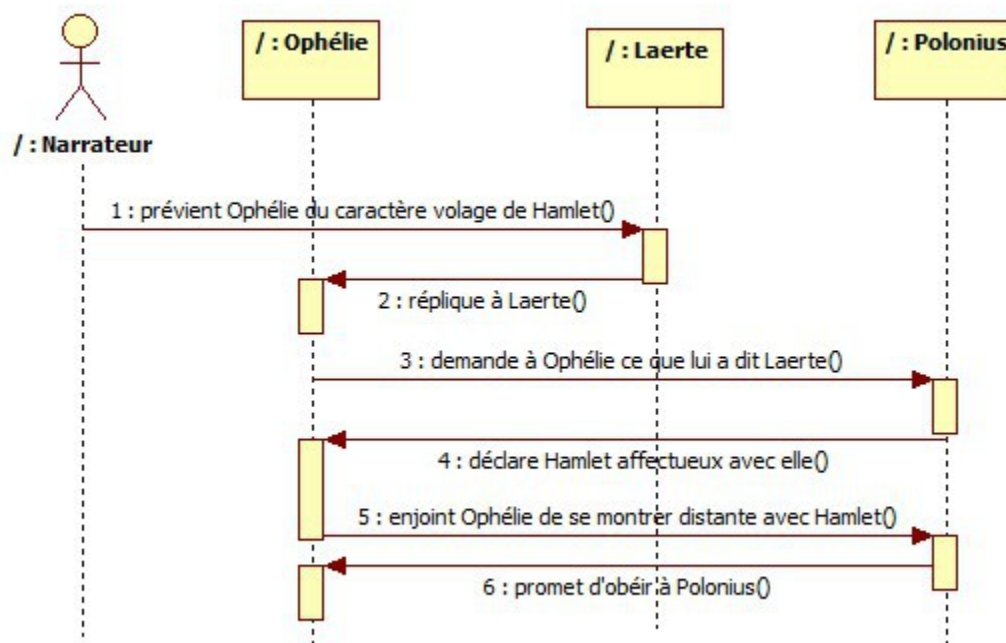 / : Ophélie
/ : Laerte
/ : Polonius
/ : Narrateur
1 : prévient Ophélie du caractère volage de Hamlet()
2 : réplique à Laerte()
3 : demande à Ophélie ce que lui a dit Laerte()
4 : déclare Hamlet affectueux avec elle()
5 : enjoint Ophélie de se montrer distante avec Hamlet()
6 : promet d'obéir à Polonius()